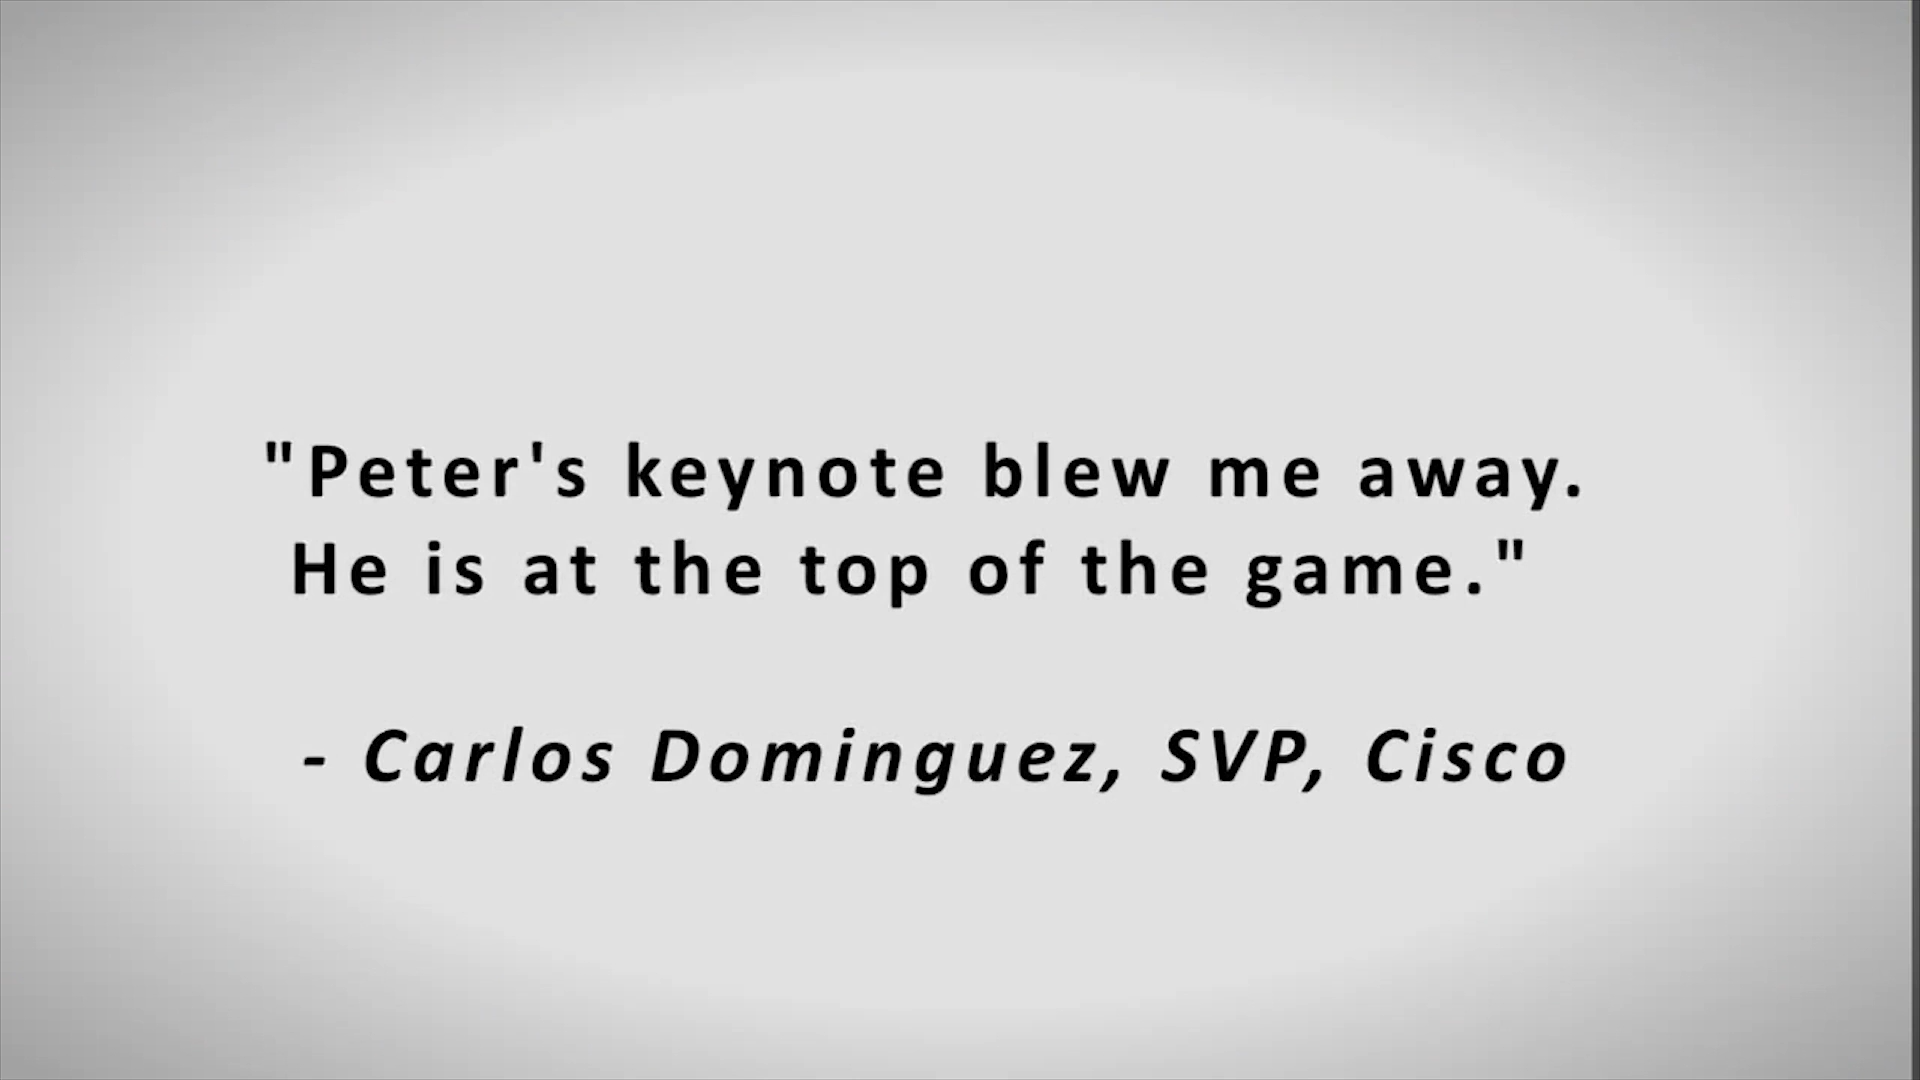 "Peter's keynote blew me away.
He is at the top of the game."
- Carlos Dominguez, SVP, Cisco